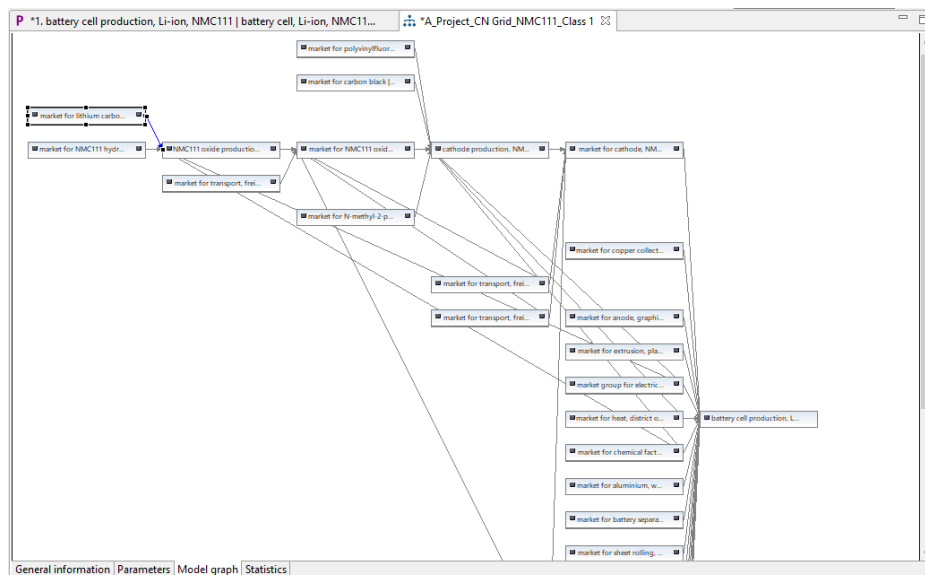 P *1. battery cell production, Li-ion, NMC111 | battery cell, Li-ion, NMC11...
*A_Project_CN Grid_NMC111_Class 1
market for polyvinylfluor...
market for carbon black |...
market for lithium carbo...
market for NMC111 hydr...
NMC111 oxide productio...
market for NMC111 oxid...
cathode production, NM...
market for cathode, NM...
market for transport, frei...
market for N-methyl-2-p...
market for copper collect...
market for transport, frei...
market for transport, frei...
market for anode, graphi...
market for extrusion, pla...
market group for electric...
market for heat, district o...
battery cell production, L...
market for chemical fact...
market for aluminium, w...
market for battery separa...
market for sheet rolling, ...
General information
Parameters
Model graph
Statistics